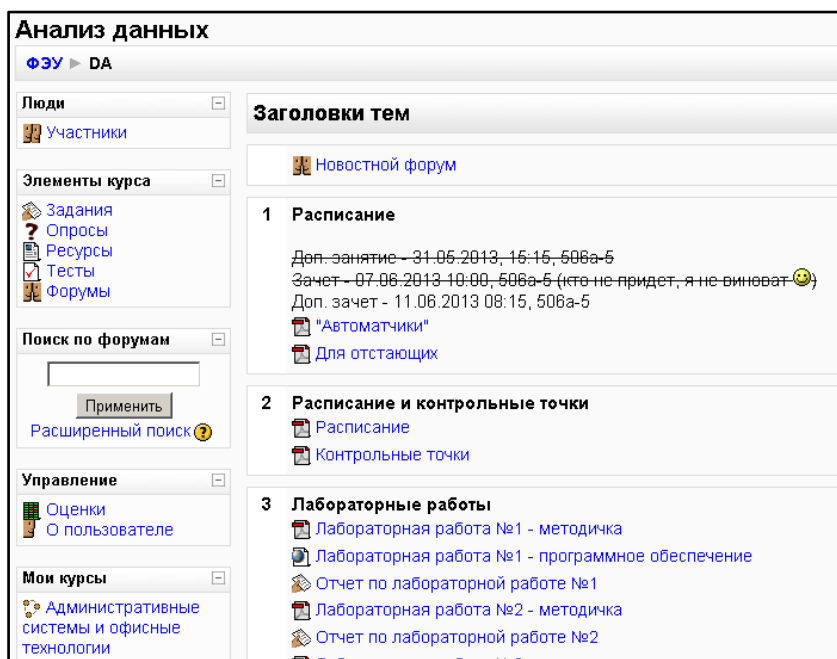 Анализ данных
ФЭУ ► DA
Люди
Участники
Элементы курса
Задания
Опросы
Ресурсы
Тесты
Форумы
Поиск по форумам
Применить
Расширенный поиск
Управление
Оценки
О пользователе
Мои курсы
Административные
системы и офисные
технологии
Заголовки тем
Новостной форум
1 Расписание
Доп. занятие - 31.05.2013, 15:15, 506а-5
Зачет - 07.06.2013 10:00, 506а-5 (кто не придет, я не виноват )
Доп. зачет - 11.06.2013 08:15, 506а-5
"Автоматчики"
Для отстающих
2 Расписание и контрольные точки
Расписание
Контрольные точки
3 Лабораторные работы
Лабораторная работа №1 - методичка
Лабораторная работа №1 - программное обеспечение
Отчет по лабораторной работе №1
Лабораторная работа №2 - методичка
Отчет по лабораторной работе №2